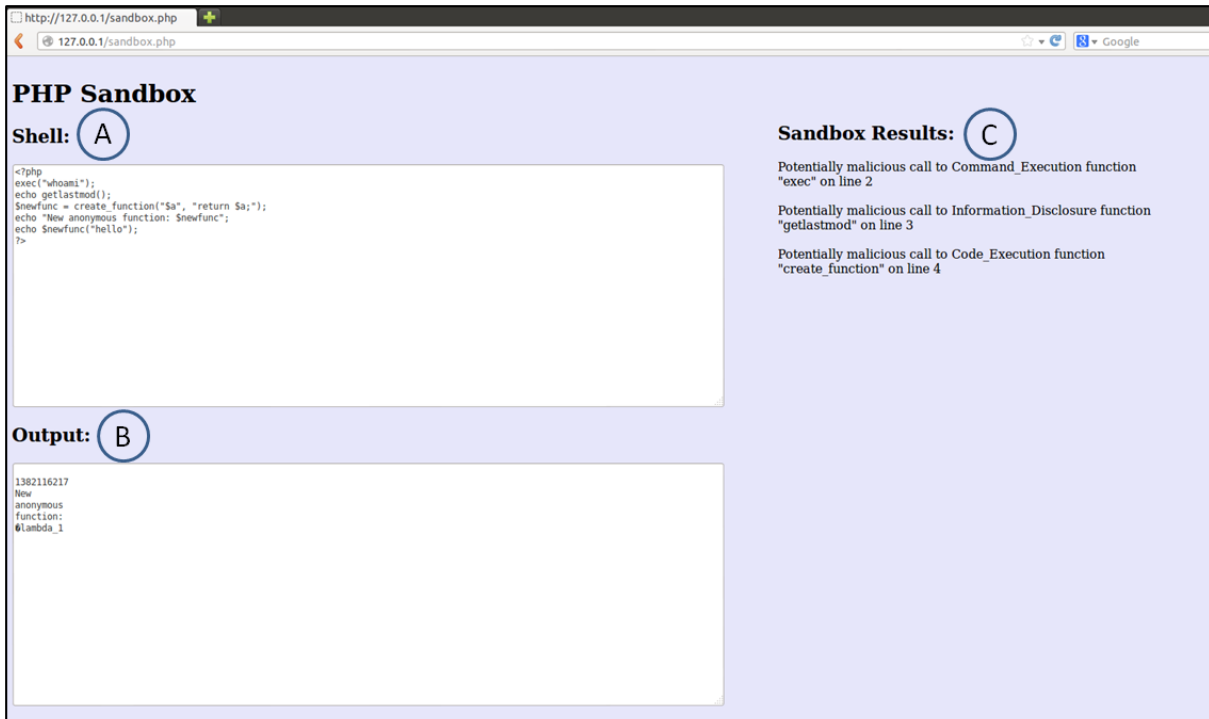 http://127.0.0.1/sandbox.php
127.0.0.1/sandbox.php
Google
PHP Sandbox
Shell: A
<?php
exec("whoami");
echo getlastmod();
$newfunc = create_function("$a", "return $a;");
echo "New anonymous function: $newfunc";
echo $newfunc("hello");
?>
Output: B
1382116217
New
anonymous
function:
�lambda_1
Sandbox Results: C
Potentially malicious call to Command_Execution function
"exec" on line 2
Potentially malicious call to Information_Disclosure function
"getlastmod" on line 3
Potentially malicious call to Code_Execution function
"create_function" on line 4